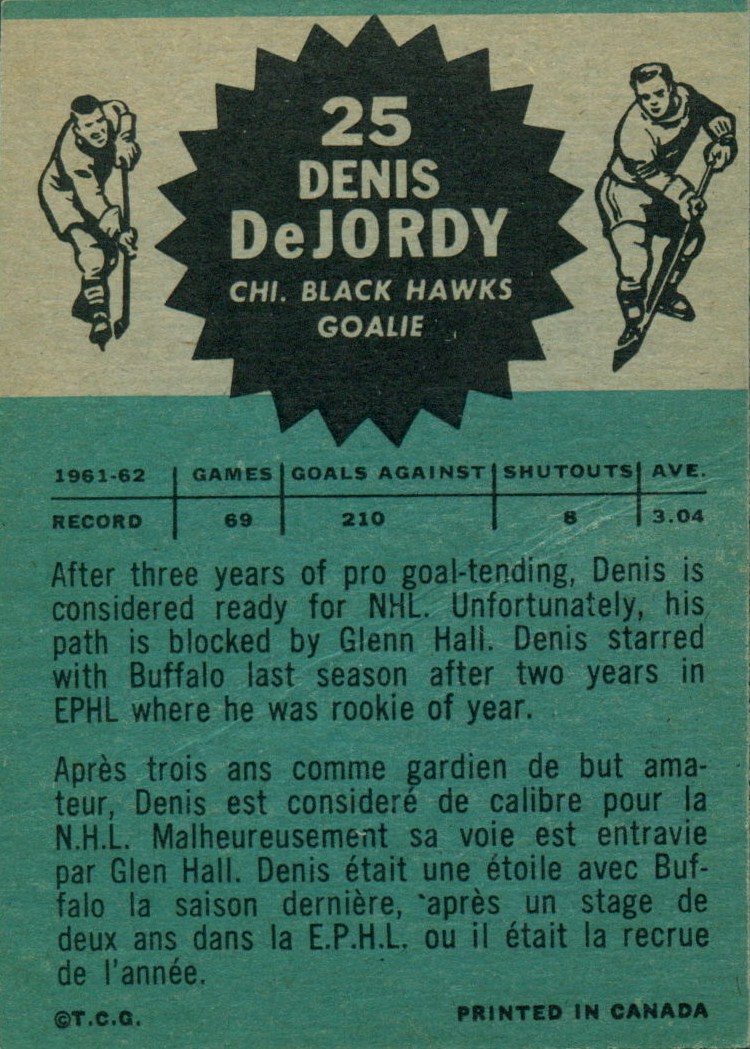 25
DENIS
DeJORDY
CHI. BLACK HAWKS
GOALIE
1961-62 GAMES GOALS AGAINST SHUTOUTS AVE.
RECORD 69 210 8 3.04
After three years of pro goal-tending, Denis is
considered ready for NHL. Unfortunately, his
path is blocked by Glenn Hall. Denis starred
with Buffalo last season after two years in
EPHL where he was rookie of year.
Après trois ans comme gardien de but ama-
teur, Denis est consideré de calibre pour la
N.H.L. Malheureusement sa voie est entravie
par Glen Hall. Denis était une étoile avec Buf-
falo la saison dernière, après un stage de
deux ans dans la E.P.H.L. ou il était la recrue
de l'année.
©T.C.G. PRINTED IN CANADA